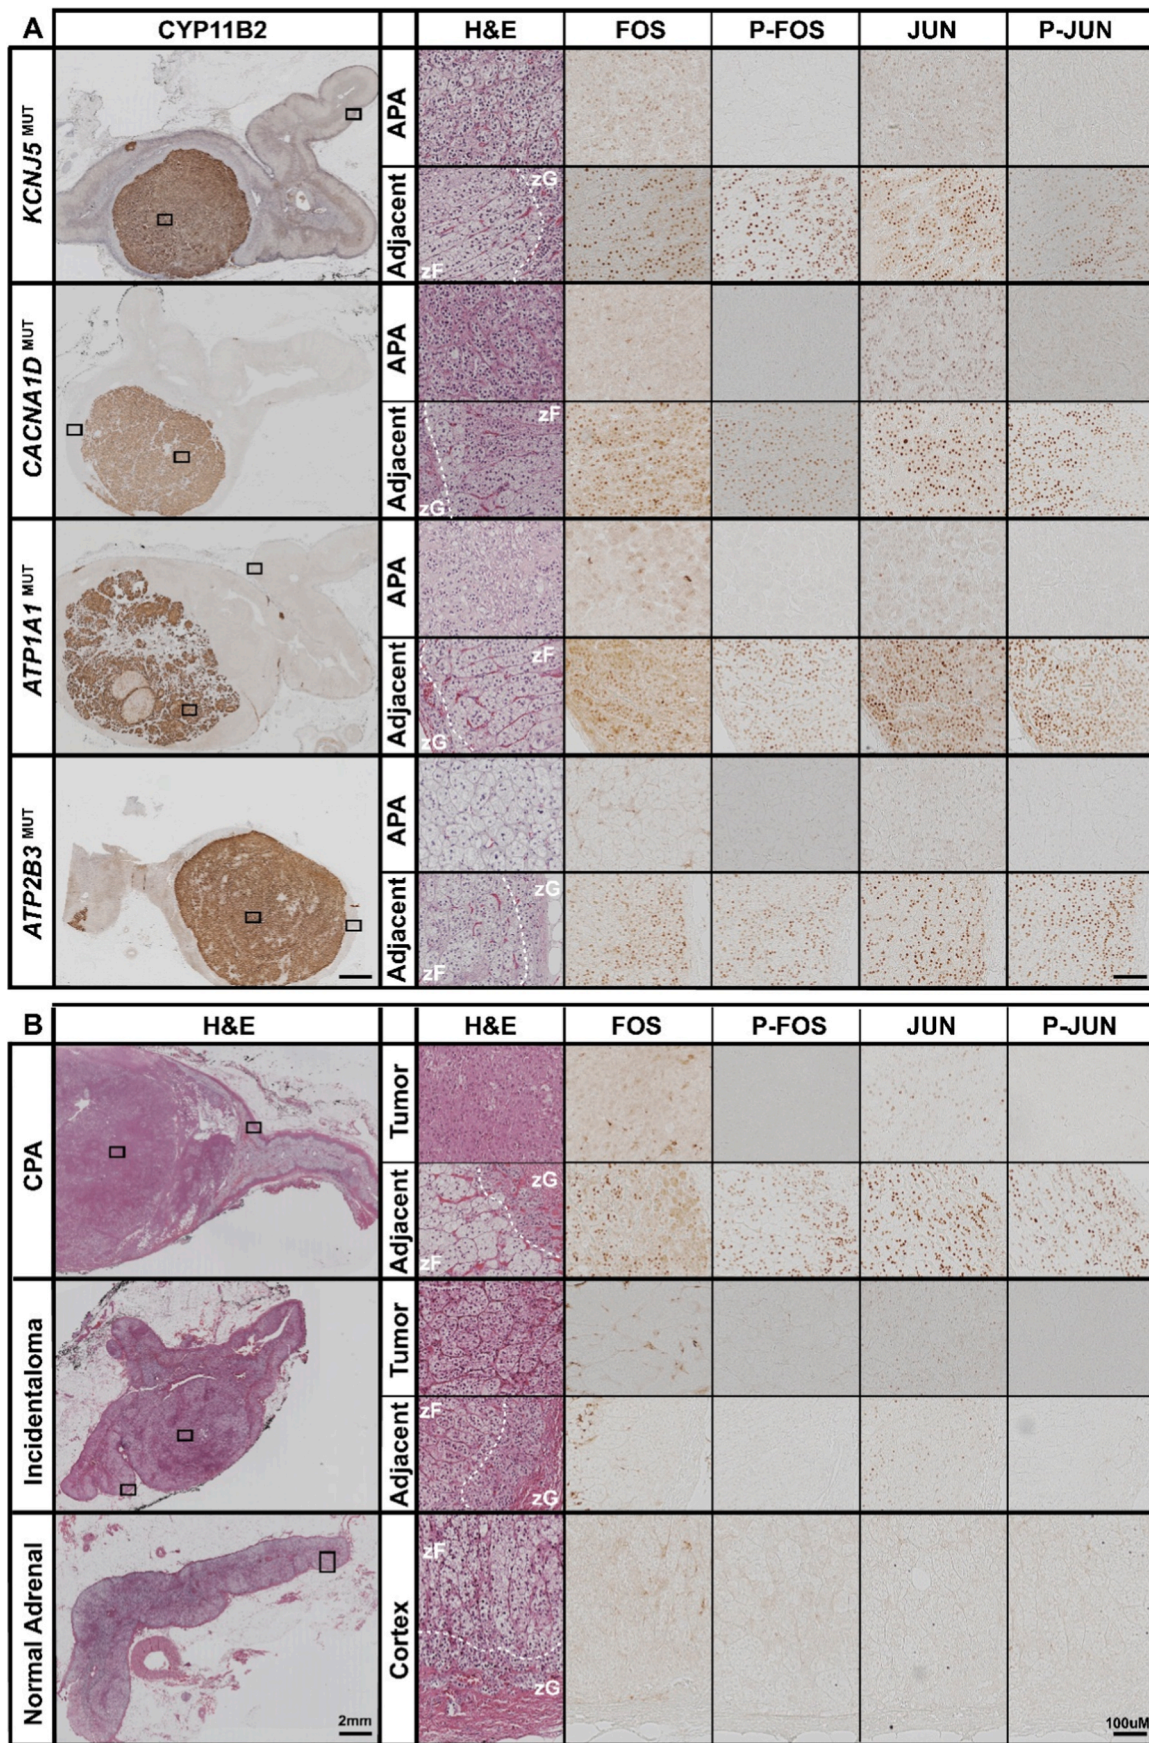 A CYP11B2 H&E FOS P-FOS JUN P-JUN
KCNJ5 MUT
APA
Adjacent
zG
zF
CACNA1D MUT
APA
Adjacent
zF
zG
ATP1A1 MUT
APA
Adjacent
zF
zG
ATP2B3 MUT
APA
Adjacent
zG
zF
B H&E H&E FOS P-FOS JUN P-JUN
CPA
Tumor
Adjacent
zG
zF
Incidentaloma
Tumor
Adjacent
zF
zG
Normal Adrenal
2mm
Cortex
zF
zG
100uM